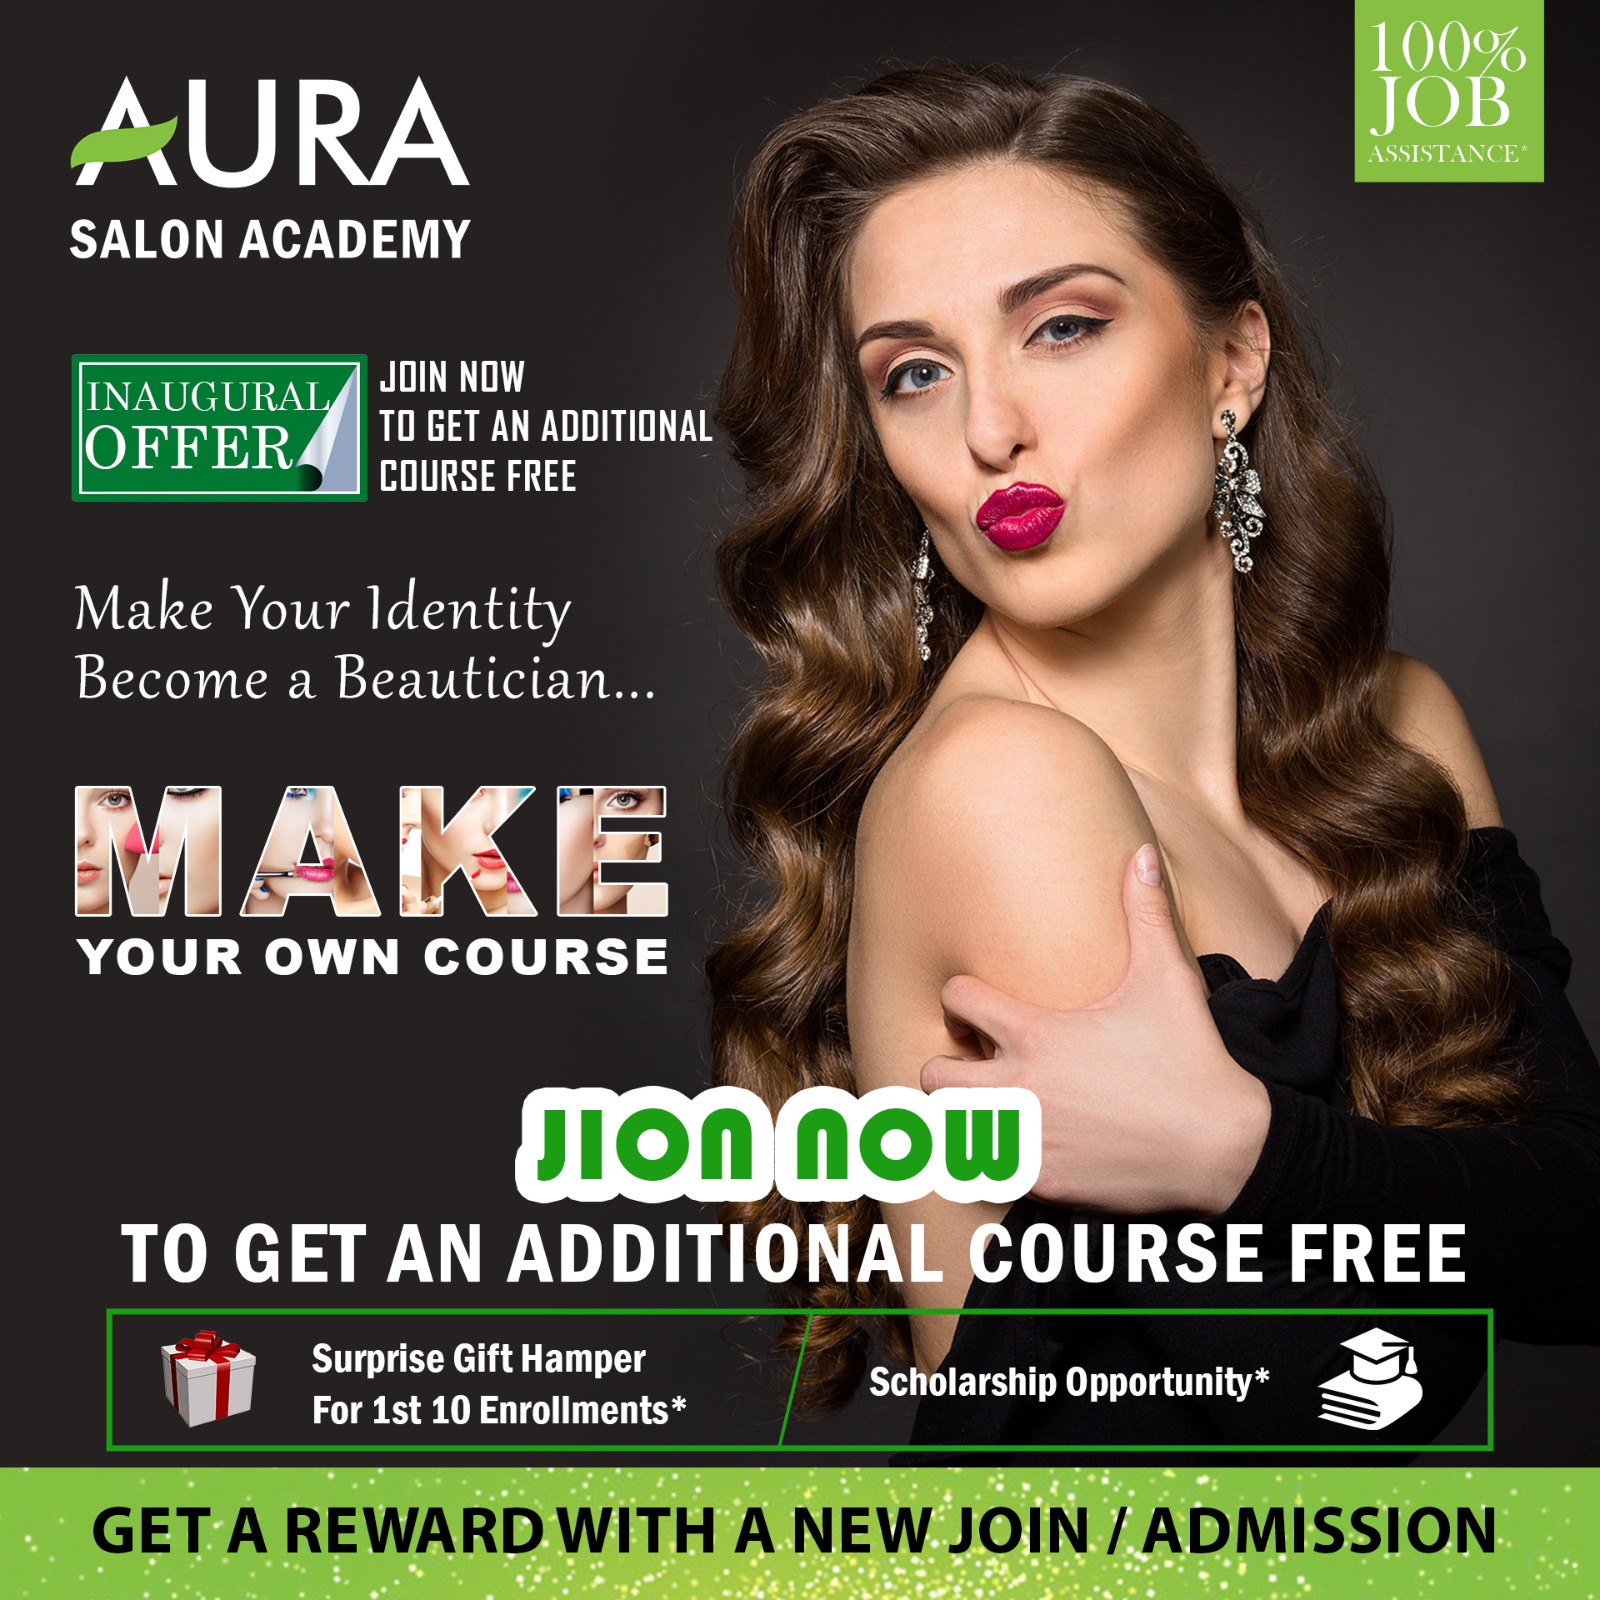 AURA
SALON ACADEMY
100%
JOB
ASSISTANCE*
INAUGURAL
OFFER
JOIN NOW
TO GET AN ADDITIONAL
COURSE FREE
Make Your Identity
Become a Beautician...
MAKE
YOUR OWN COURSE
JION NOW
TO GET AN ADDITIONAL COURSE FREE
Surprise Gift Hamper
For 1st 10 Enrollments*
Scholarship Opportunity*
GET A REWARD WITH A NEW JOIN / ADMISSION